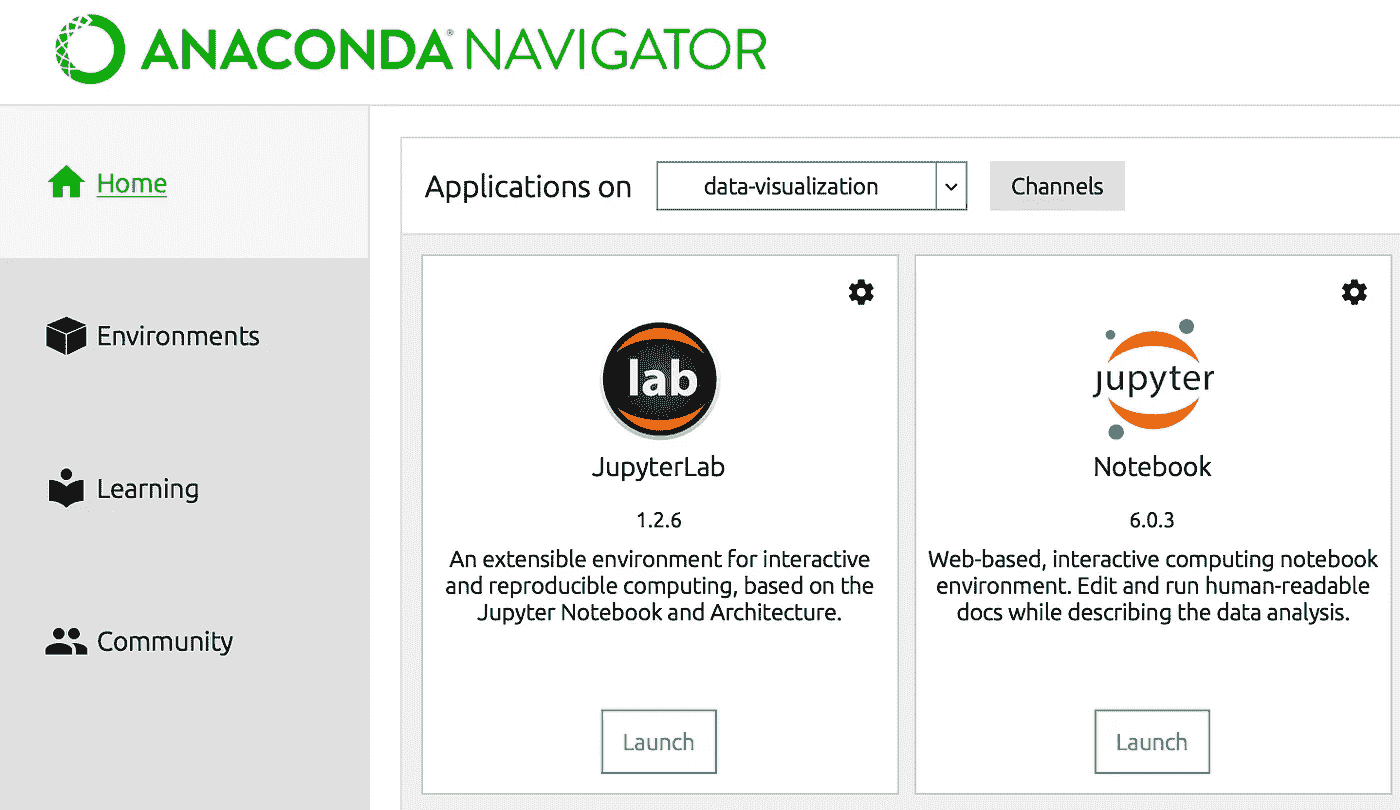 ANACONDA® NAVIGATOR
Home
Applications on data-visualization Channels
Environments
Learning
Community
lab
JupyterLab
1.2.6
An extensible environment for interactive
and reproducible computing, based on the
Jupyter Notebook and Architecture.
Launch
jupyter
Notebook
6.0.3
Web-based, interactive computing notebook
environment. Edit and run human-readable
docs while describing the data analysis.
Launch